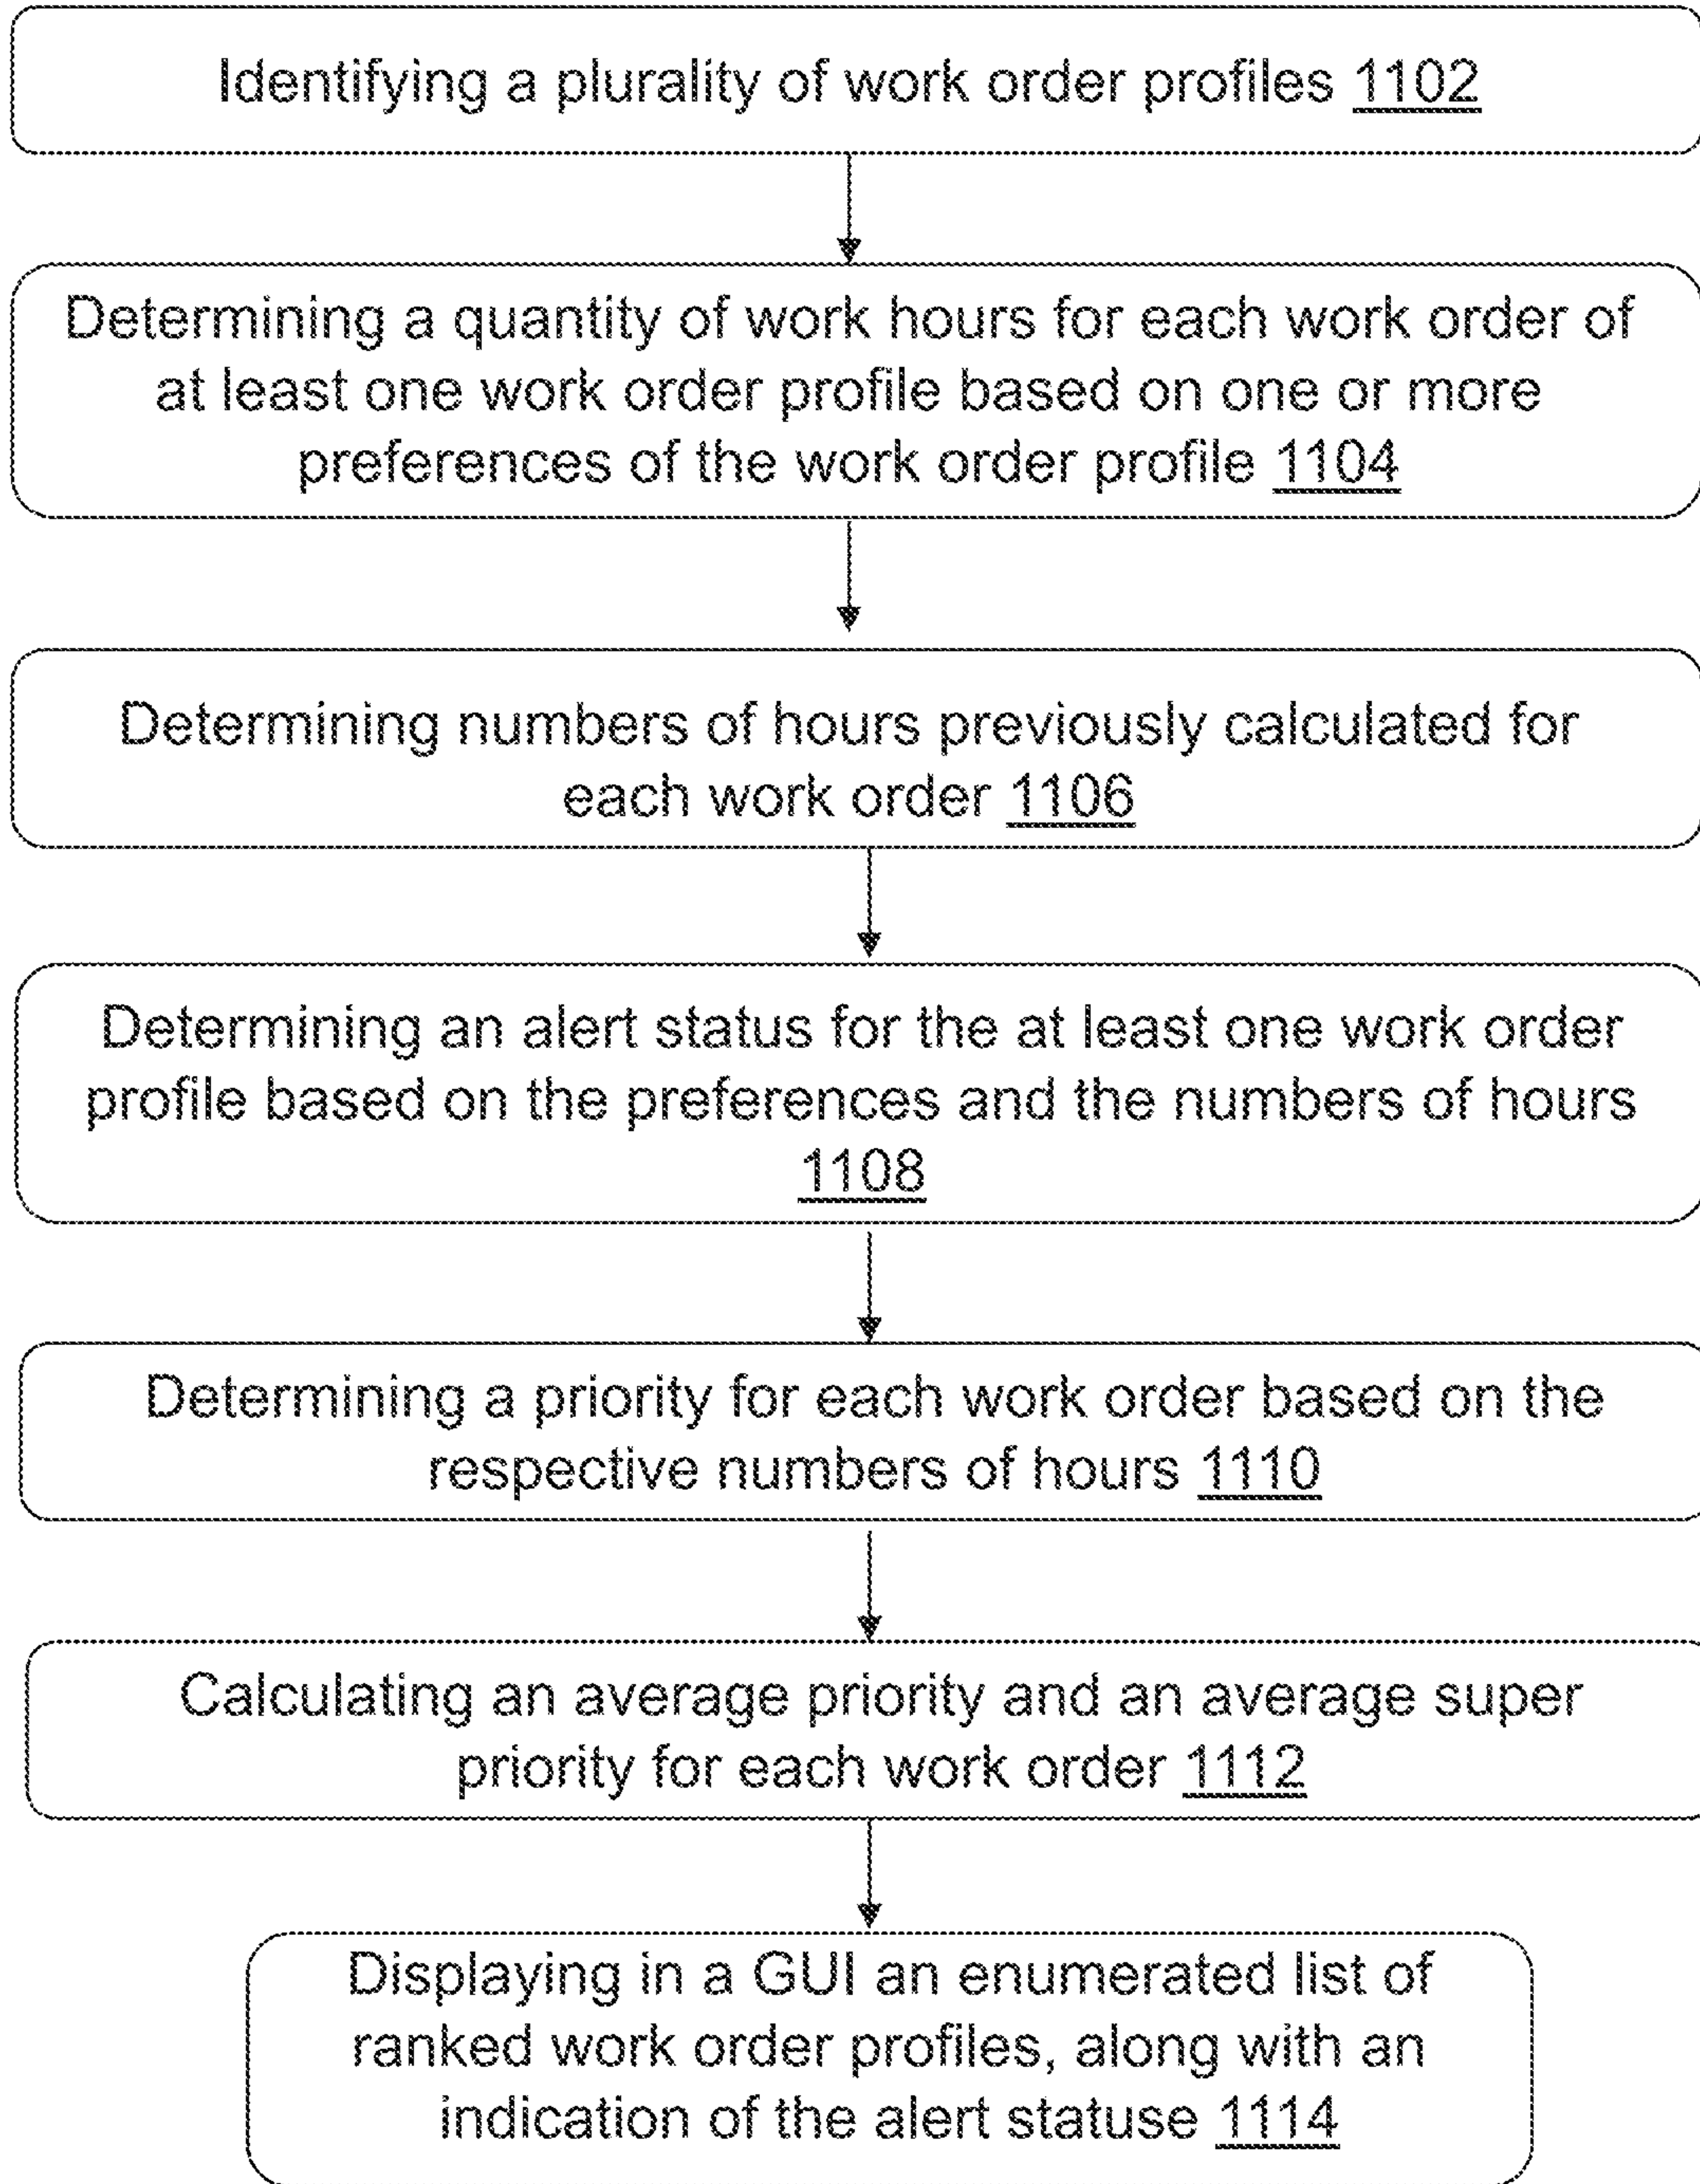 Identifying a plurality of work order profiles 1102
Determining a quantity of work hours for each work order of
at least one work order profile based on one or more
preferences of the work order profile 1104
Determining numbers of hours previously calculated for
each work order 1106
Determining an alert status for the at least one work order
profile based on the preferences and the numbers of hours
1108
Determining a priority for each work order based on the
respective numbers of hours 1110
Calculating an average priority and an average super
priority for each work order 1112
Displaying in a GUI an enumerated list of
ranked work order profiles, along with an
indication of the alert statuse 1114